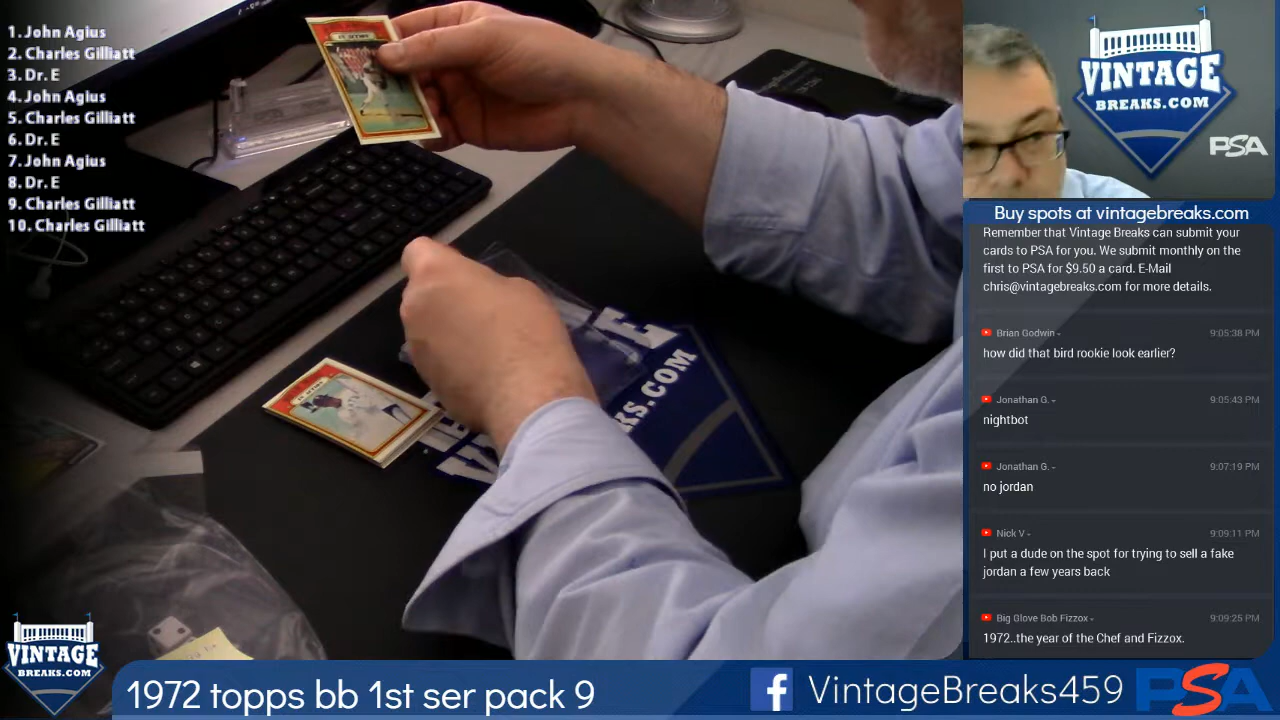 1. John Agius
2. Charles Gilliatt
3. Dr. E
4. John Agius
5. Charles Gilliatt
6. Dr. E
7. John Agius
8. Dr. E
9. Charles Gilliatt
10. Charles Gilliatt
VINTAGE
BREAKS.COM
PSA
Buy spots at vintagebreaks.com
Remember that Vintage Breaks can submit your
cards to PSA for you. We submit monthly on the
first to PSA for $9.50 a card. E-Mail
chris@vintagebreaks.com for more details.
Brian Godwin 9:05:38 PM
how did that bird rookie look earlier?
Jonathan G. 9:05:43 PM
nightbot
Jonathan G. 9:07:19 PM
no jordan
Nick V 9:09:11 PM
I put a dude on the spot for trying to sell a fake
jordan a few years back
Big Glove Bob Fizzox 9:09:25 PM
1972..the year of the Chef and Fizzox.
IN ACTION
KS.COM
VINTAGE
BREAKS.COM
1972 topps bb 1st ser pack 9
VintageBreaks459
PSA